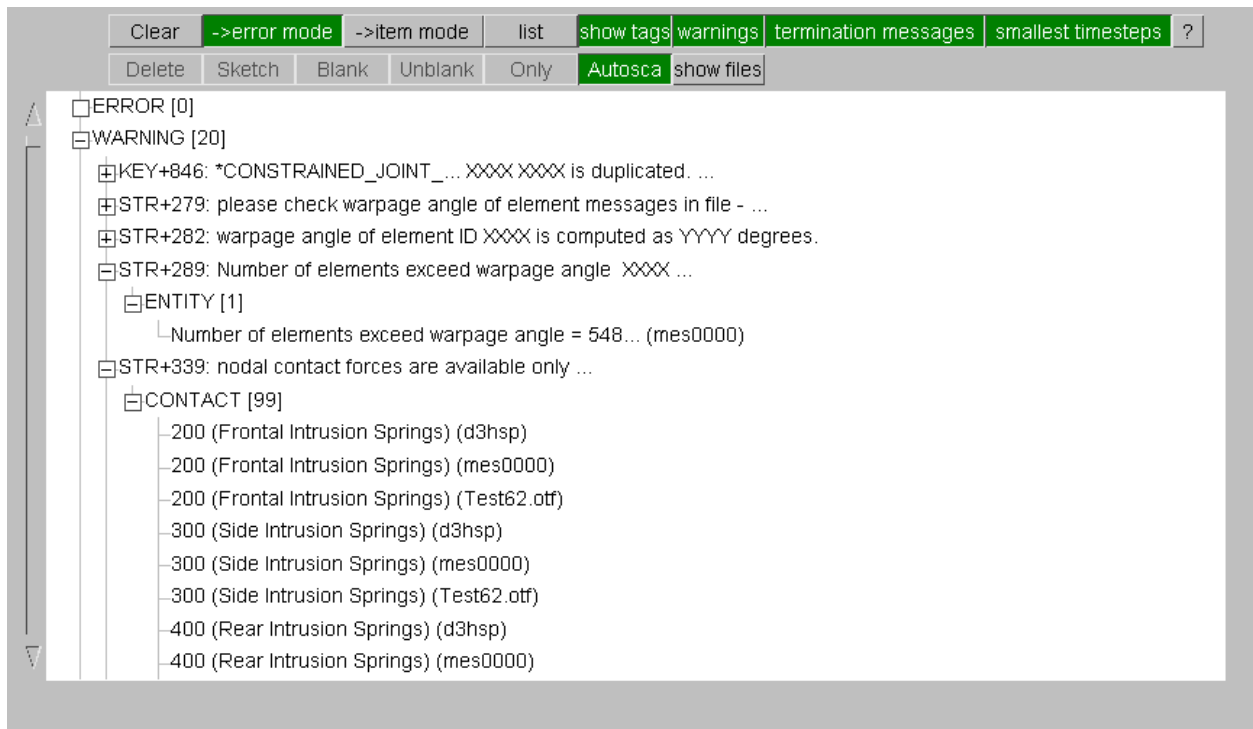 Clear ->error mode ->item mode list show tags warnings termination messages smallest timesteps ?
Delete Sketch Blank Unblank Only Autosca show files
ERROR [0]
WARNING [20]
KEY+846: *CONSTRAINED_JOINT_... XXXX XXXX is duplicated. ...
STR+279: please check warpage angle of element messages in file - ...
STR+282: warpage angle of element ID XXXX is computed as YYYY degrees.
STR+289: Number of elements exceed warpage angle  XXXX ...
ENTITY [1]
Number of elements exceed warpage angle = 548... (mes0000)
STR+339: nodal contact forces are available only ...
CONTACT [99]
200 (Frontal Intrusion Springs) (d3hsp)
200 (Frontal Intrusion Springs) (mes0000)
200 (Frontal Intrusion Springs) (Test62.otf)
300 (Side Intrusion Springs) (d3hsp)
300 (Side Intrusion Springs) (mes0000)
300 (Side Intrusion Springs) (Test62.otf)
400 (Rear Intrusion Springs) (d3hsp)
400 (Rear Intrusion Springs) (mes0000)